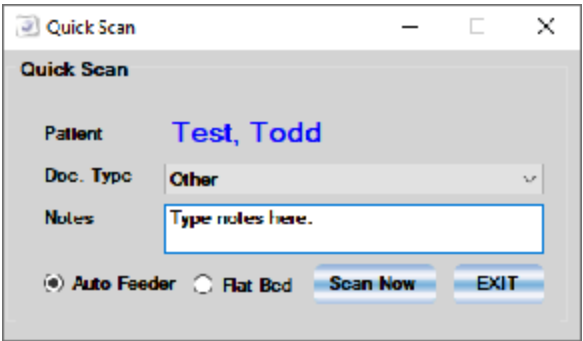 Quick Scan
Quick Scan
Patient Test, Todd
Doc. Type Other
Notes Type notes here.
Auto Feeder Flat Bed Scan Now EXIT